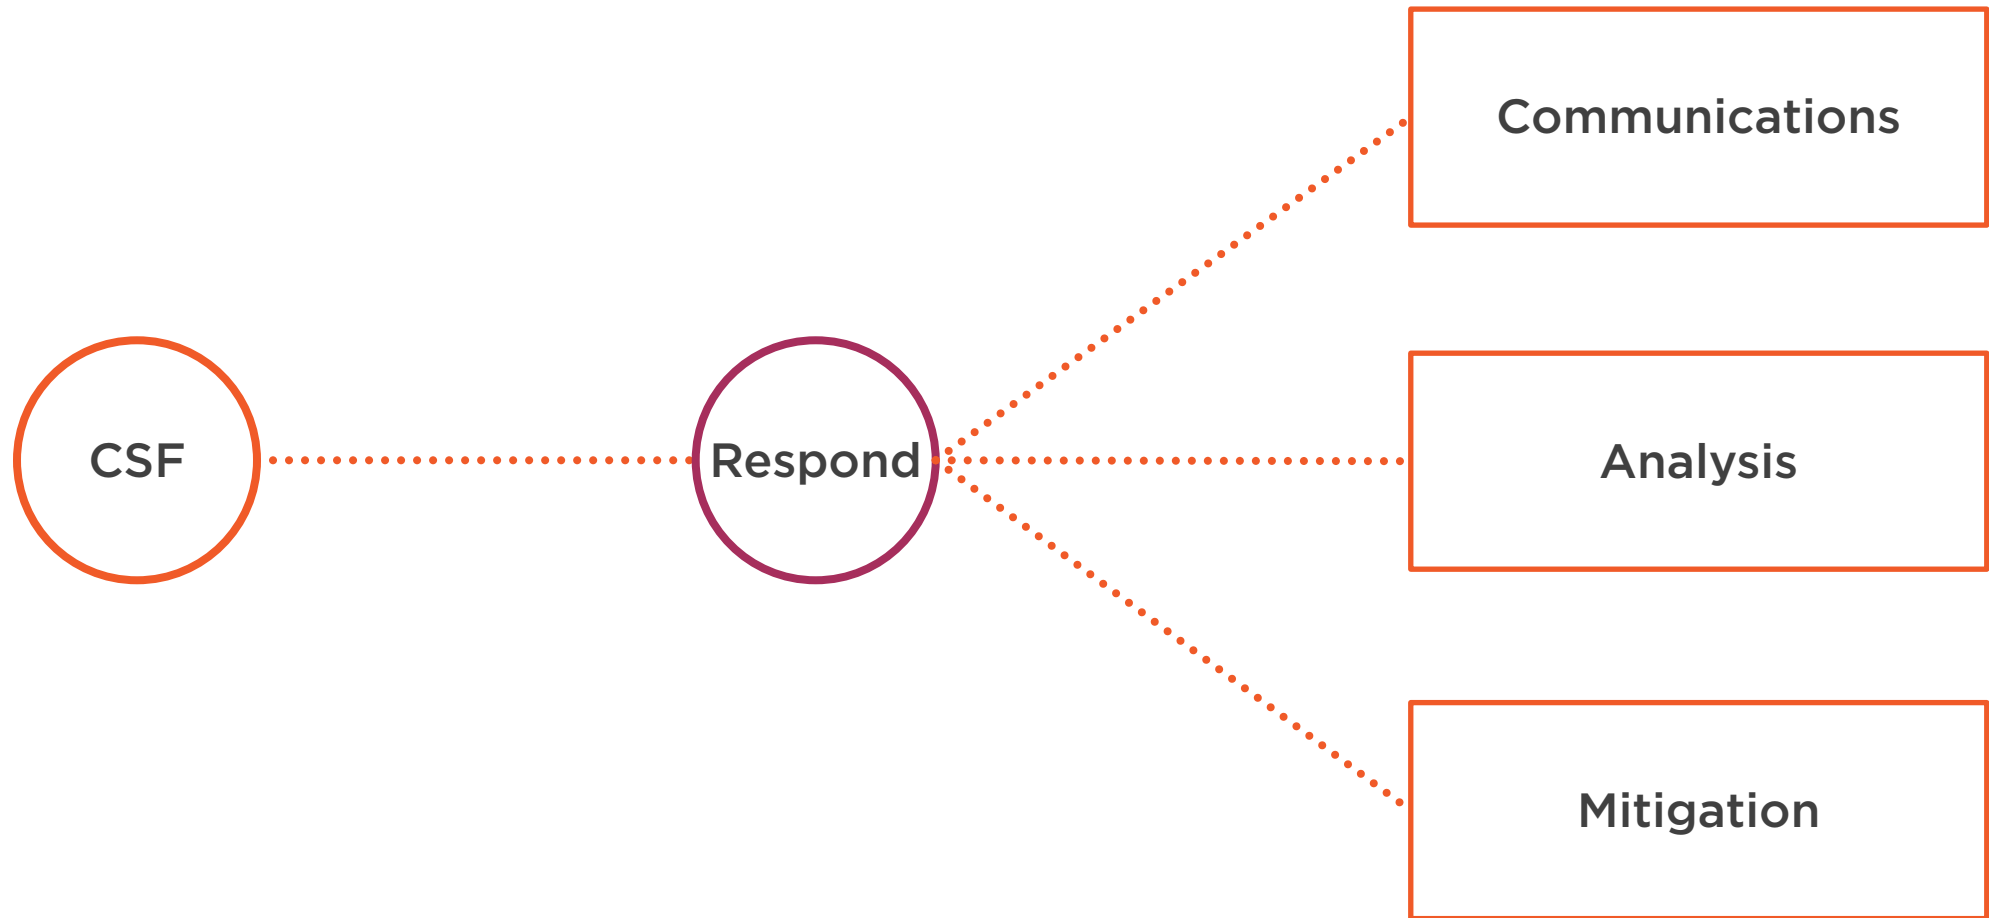 Communications
CSF
Respond
Analysis
Mitigation